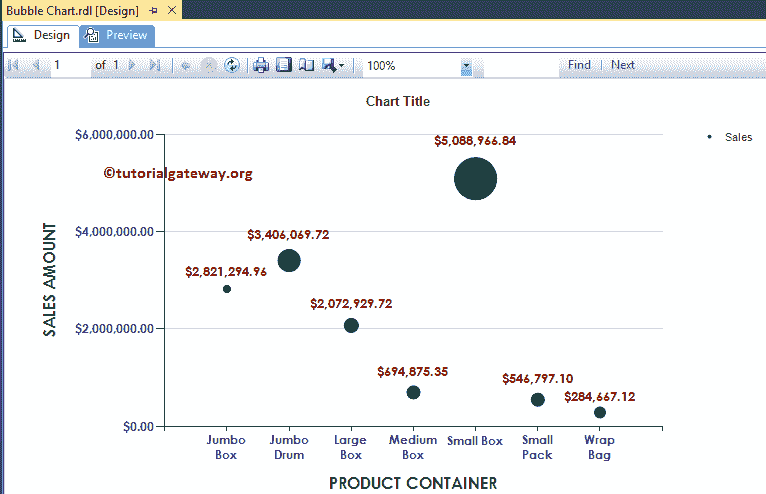 Bubble Chart.rdl [Design]
Design
Preview
1 of 1
100%
Find | Next
Chart Title
$6,000,000.00
$5,088,966.84
Sales
©tutorialgateway.org
$4,000,000.00
$3,406,069.72
$2,821,294.96
$2,072,929.72
$2,000,000.00
$694,875.35
$546,797.10
$284,667.12
$0.00
SALES AMOUNT
Jumbo
Box
Jumbo
Drum
Large
Box
Medium
Box
Small Box
Small
Pack
Wrap
Bag
PRODUCT CONTAINER